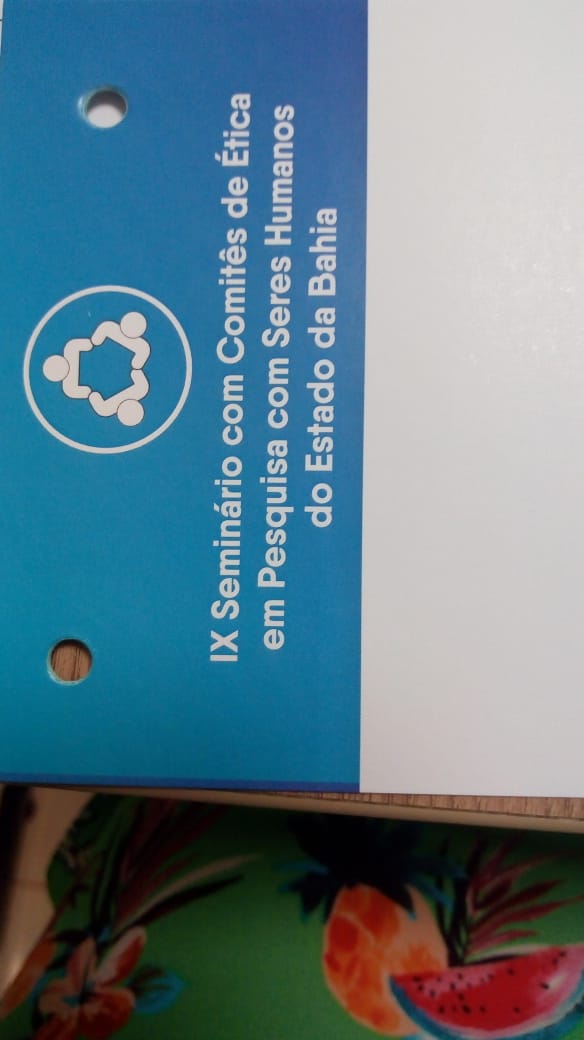 IX Seminário com Comitês de Ética
em Pesquisa com Seres Humanos
do Estado da Bahia